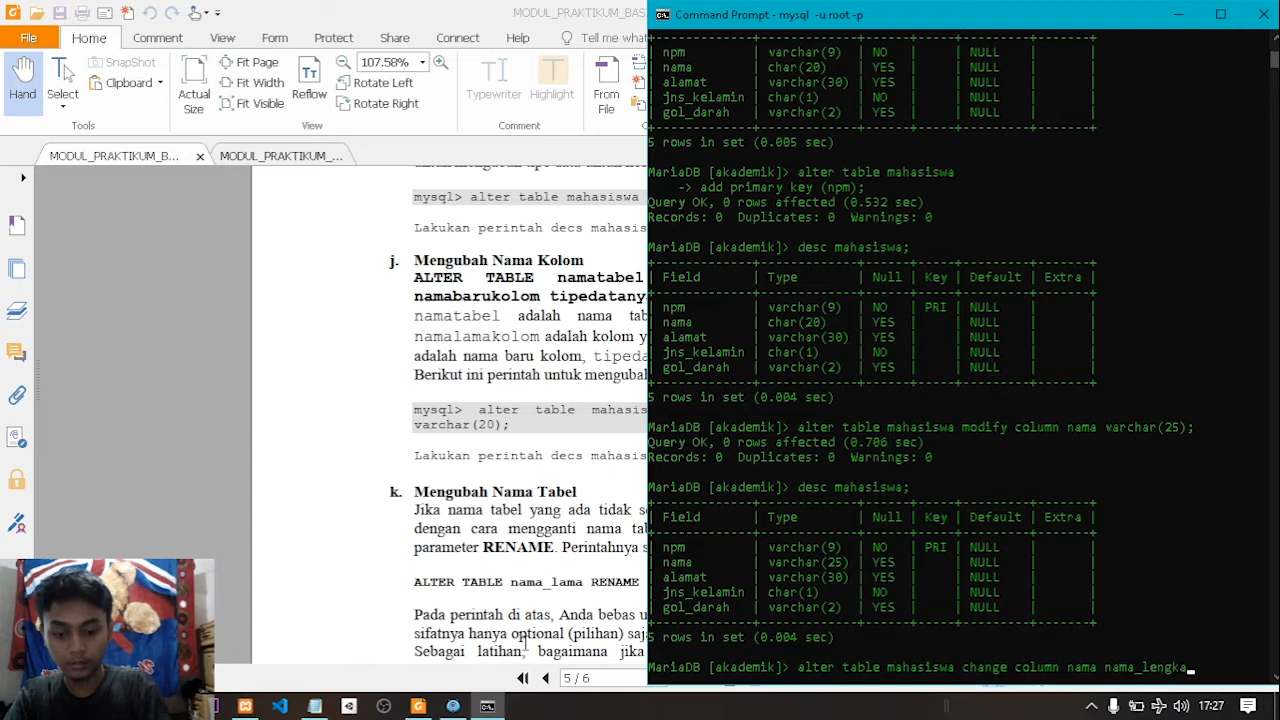 MODUL_PRAKTIKUM_BAS
Command Prompt - mysql  -u root -p
File
Home
Comment
View
Form
Protect
Share
Connect
Help
Tell me
Hand
Select
SnapShot
Clipboard
Tools
Actual
Size
Fit Page
Fit Width
Fit Visible
Reflow
107.58%
Rotate Left
Rotate Right
View
Typewriter
Highlight
Comment
From
File
MODUL_PRAKTIKUM_B...
MODUL_PRAKTIKUM_...
mysql> alter table mahasiswa
Lakukan perintah decs mahasis
j. Mengubah Nama Kolom
ALTER TABLE namatabel
namabarukolom tipedatany
namatabel adalah nama tab
namalamakolom adalah kolom y
adalah nama baru kolom, tipeda
Berikut ini perintah untuk menguba
mysql> alter table mahasis
varchar(20);
Lakukan perintah decs mahasis
k. Mengubah Nama Tabel
Jika nama tabel yang ada tidak se
dengan cara mengganti nama tab
parameter RENAME. Perintahnya s
ALTER TABLE nama_lama RENAME
Pada perintah di atas, Anda bebas u
sifatnya hanya optional (pilihan) saj
Sebagai latihan, bagaimana jika
5 / 6
| npm | varchar(9) | NO | | NULL | |
| nama | char(20) | YES | | NULL | |
| alamat | varchar(30) | YES | | NULL | |
| jns_kelamin | char(1) | NO | | NULL | |
| gol_darah | varchar(2) | YES | | NULL | |
5 rows in set (0.005 sec)
MariaDB [akademik]> alter table mahasiswa
-> add primary key (npm);
Query OK, 0 rows affected (0.532 sec)
Records: 0  Duplicates: 0  Warnings: 0
MariaDB [akademik]> desc mahasiswa;
| Field | Type | Null | Key | Default | Extra |
| npm | varchar(9) | NO | PRI | NULL | |
| nama | char(20) | YES | | NULL | |
| alamat | varchar(30) | YES | | NULL | |
| jns_kelamin | char(1) | NO | | NULL | |
| gol_darah | varchar(2) | YES | | NULL | |
5 rows in set (0.004 sec)
MariaDB [akademik]> alter table mahasiswa modify column nama varchar(25);
Query OK, 0 rows affected (0.706 sec)
Records: 0  Duplicates: 0  Warnings: 0
MariaDB [akademik]> desc mahasiswa;
| Field | Type | Null | Key | Default | Extra |
| npm | varchar(9) | NO | PRI | NULL | |
| nama | varchar(25) | YES | | NULL | |
| alamat | varchar(30) | YES | | NULL | |
| jns_kelamin | char(1) | NO | | NULL | |
| gol_darah | varchar(2) | YES | | NULL | |
5 rows in set (0.004 sec)
MariaDB [akademik]> alter table mahasiswa change column nama nama_lengka
17:27